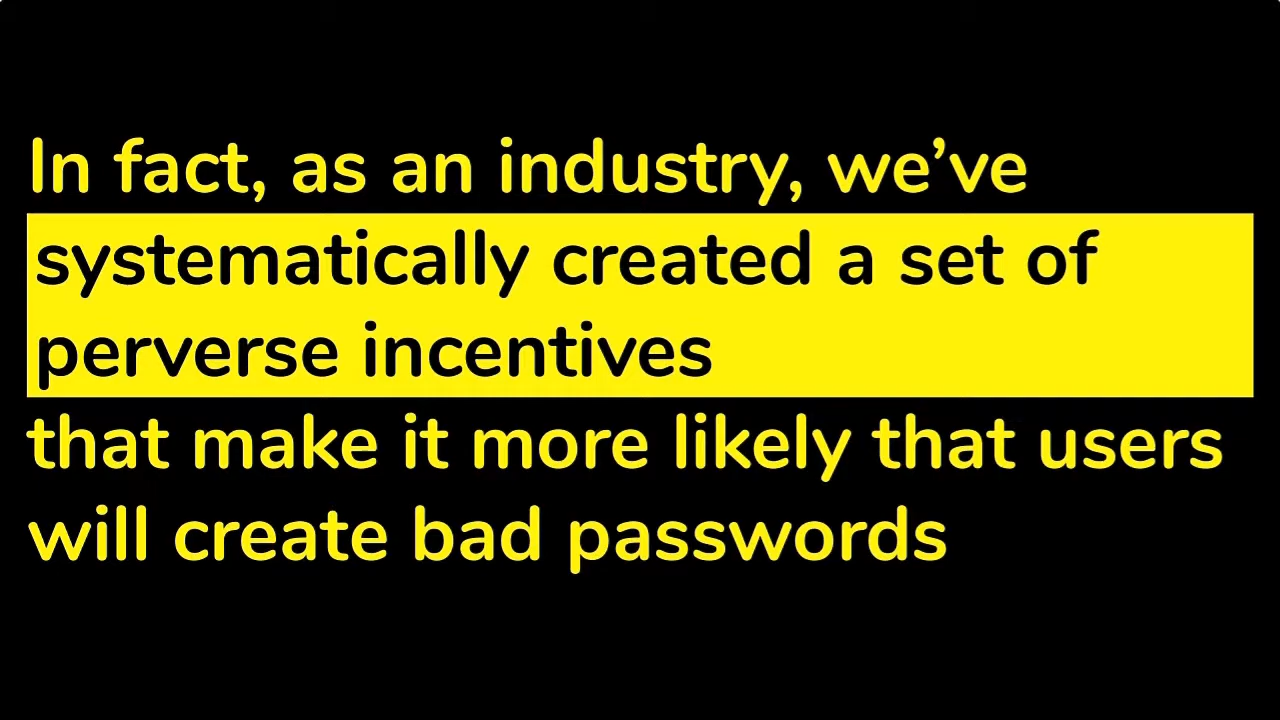 In fact, as an industry, we’ve
systematically created a set of
perverse incentives
that make it more likely that users
will create bad passwords